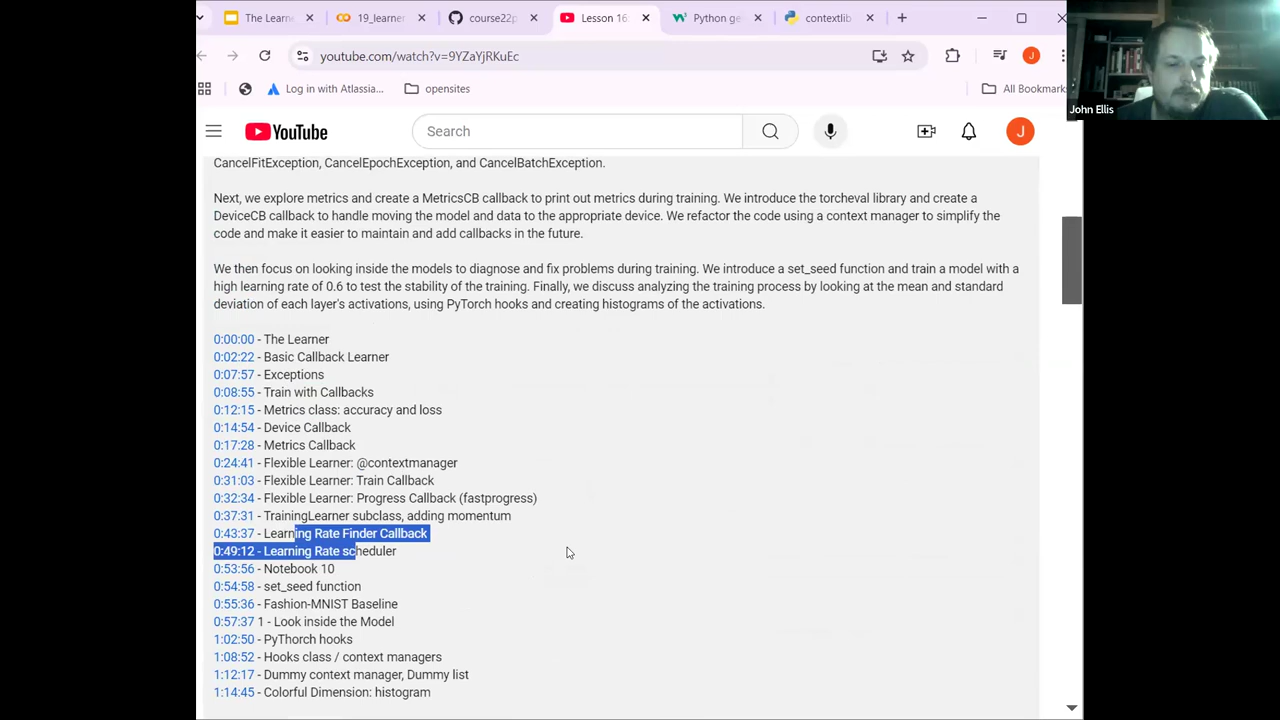 The Learne
19_learner
course22p
Lesson 16:
Python ge
contextlib
youtube.com/watch?v=9YZaYjRKuEc
Log in with Atlassia...
opensites
All Bookmarks
John Ellis
YouTube
Search
J
CancelFitException, CancelEpochException, and CancelBatchException.
Next, we explore metrics and create a MetricsCB callback to print out metrics during training. We introduce the torcheval library and create a
DeviceCB callback to handle moving the model and data to the appropriate device. We refactor the code using a context manager to simplify the
code and make it easier to maintain and add callbacks in the future.
We then focus on looking inside the models to diagnose and fix problems during training. We introduce a set_seed function and train a model with a
high learning rate of 0.6 to test the stability of the training. Finally, we discuss analyzing the training process by looking at the mean and standard
deviation of each layer's activations, using PyTorch hooks and creating histograms of the activations.
0:00:00 - The Learner
0:02:22 - Basic Callback Learner
0:07:57 - Exceptions
0:08:55 - Train with Callbacks
0:12:15 - Metrics class: accuracy and loss
0:14:54 - Device Callback
0:17:28 - Metrics Callback
0:24:41 - Flexible Learner: @contextmanager
0:31:03 - Flexible Learner: Train Callback
0:32:34 - Flexible Learner: Progress Callback (fastprogress)
0:37:31 - TrainingLearner subclass, adding momentum
0:43:37 - Learning Rate Finder Callback
0:49:12 - Learning Rate scheduler
0:53:56 - Notebook 10
0:54:58 - set_seed function
0:55:36 - Fashion-MNIST Baseline
0:57:37 1 - Look inside the Model
1:02:50 - PyThorch hooks
1:08:52 - Hooks class / context managers
1:12:17 - Dummy context manager, Dummy list
1:14:45 - Colorful Dimension: histogram